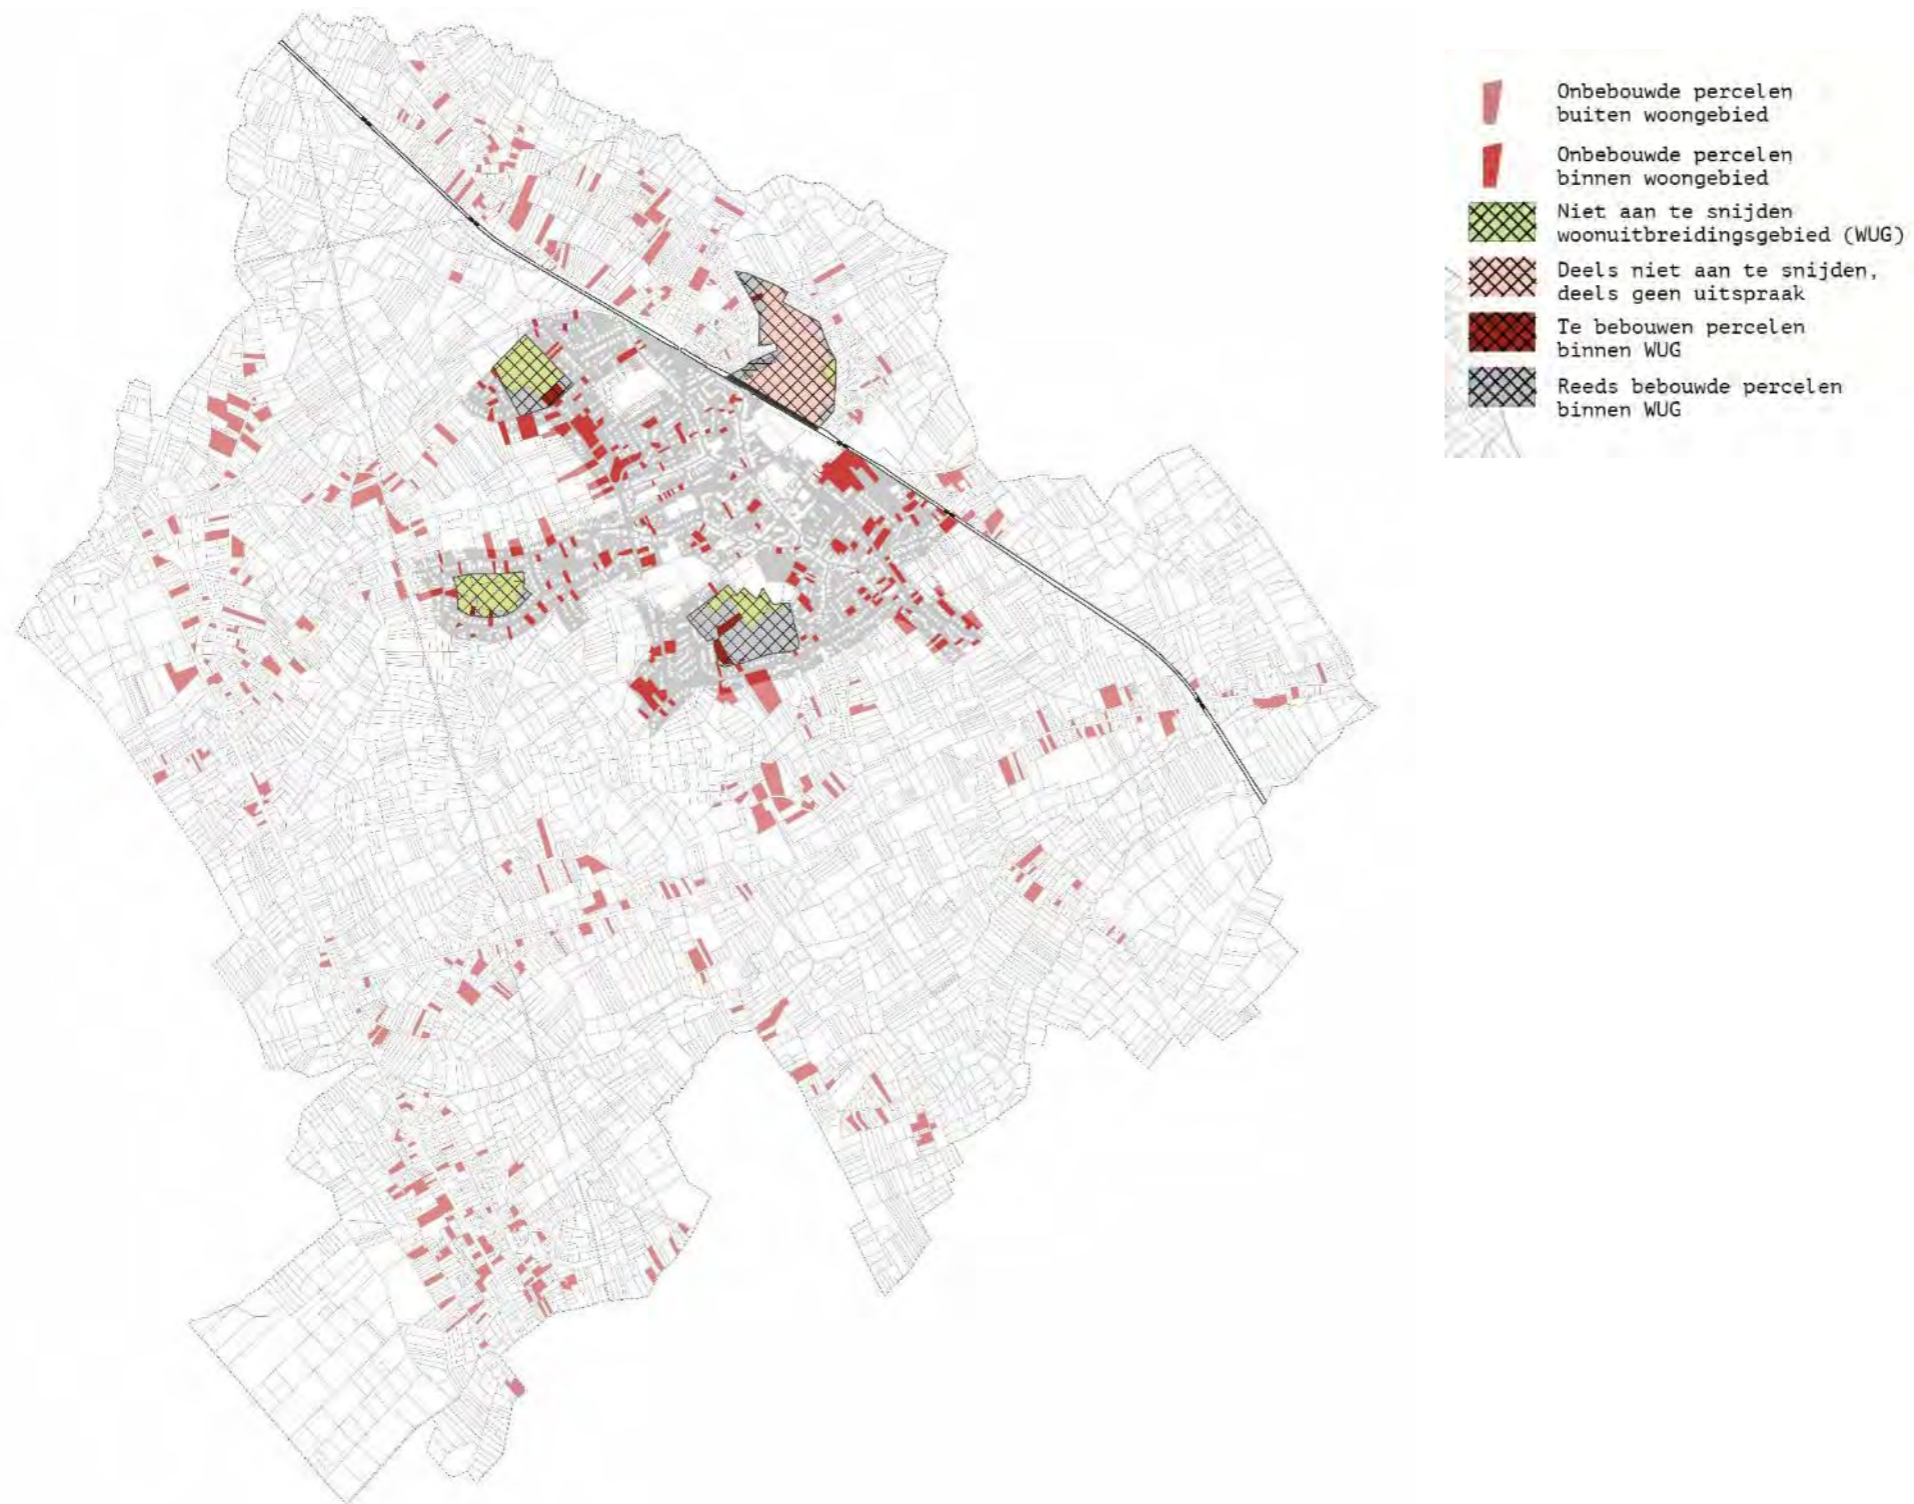 Onbebouwde percelen
buiten woongebied
Onbebouwde percelen
binnen woongebied
Niet aan te snijden
woonuitbreidingsgebied (WUG)
Deels niet aan te snijden,
deels geen uitspraak
Te bebouwen percelen
binnen WUG
Reeds bebouwde percelen
binnen WUG